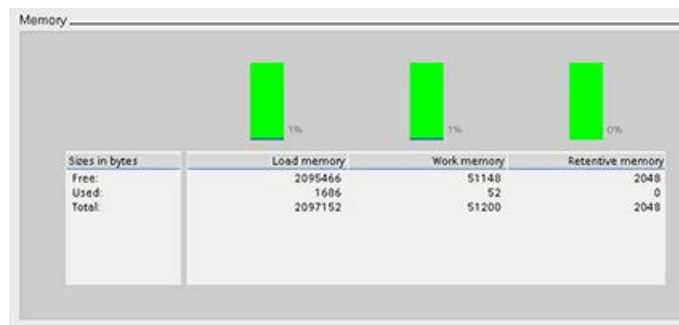 Memory
1% 1% 0%
Sizes in bytes Load memory Work memory Retentive memory
Free: 2095466 51148 2048
Used: 1686 52 0
Total: 2097152 51200 2048